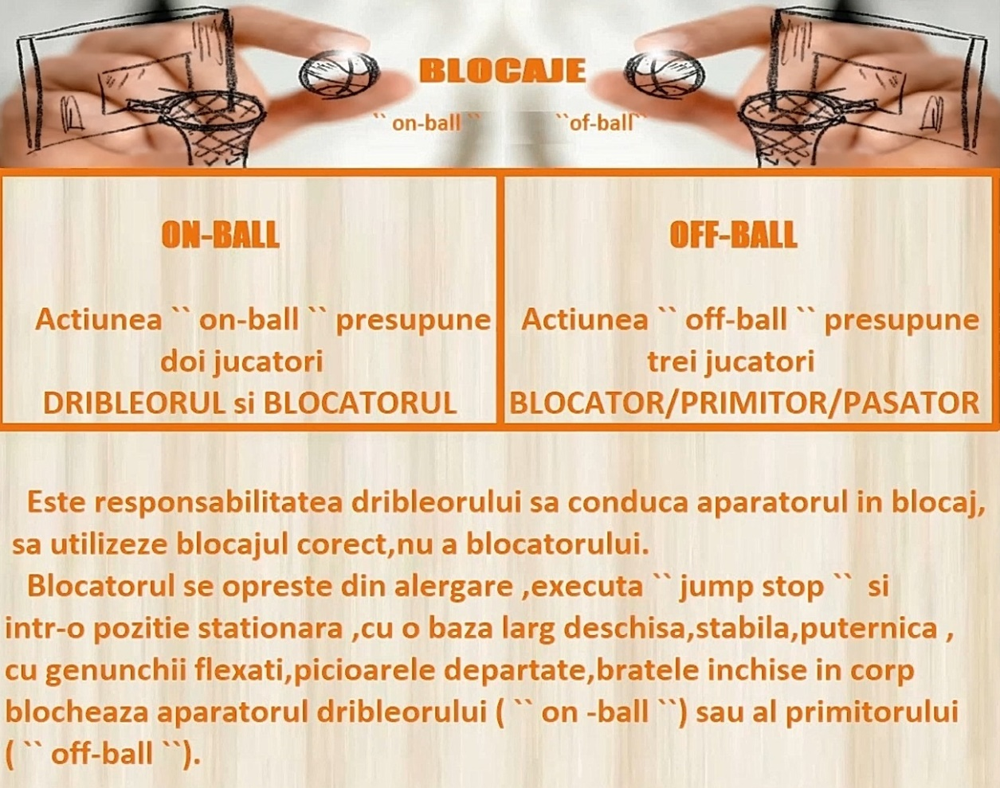 BLOCAJE
`` on-ball ``
``of-ball``
ON-BALL
Actiunea `` on-ball `` presupune
doi jucatori
DRIBLEORUL si BLOCATORUL
OFF-BALL
Actiunea `` off-ball `` presupune
trei jucatori
BLOCATOR/PRIMITOR/PASATOR
Este responsabilitatea dribleorului sa conduca aparatorul in blocaj,
sa utilizeze blocajul corect,nu a blocatorului.
Blocatorul se opreste din alergare ,executa `` jump stop `` si
intr-o pozitie stationara ,cu o baza larg deschisa,stabila,puternica ,
cu genunchii flexati,picioarele departate,bratele inchise in corp
blocheaza aparatorul dribleorului ( `` on -ball ``) sau al primitorului
( `` off-ball ``).